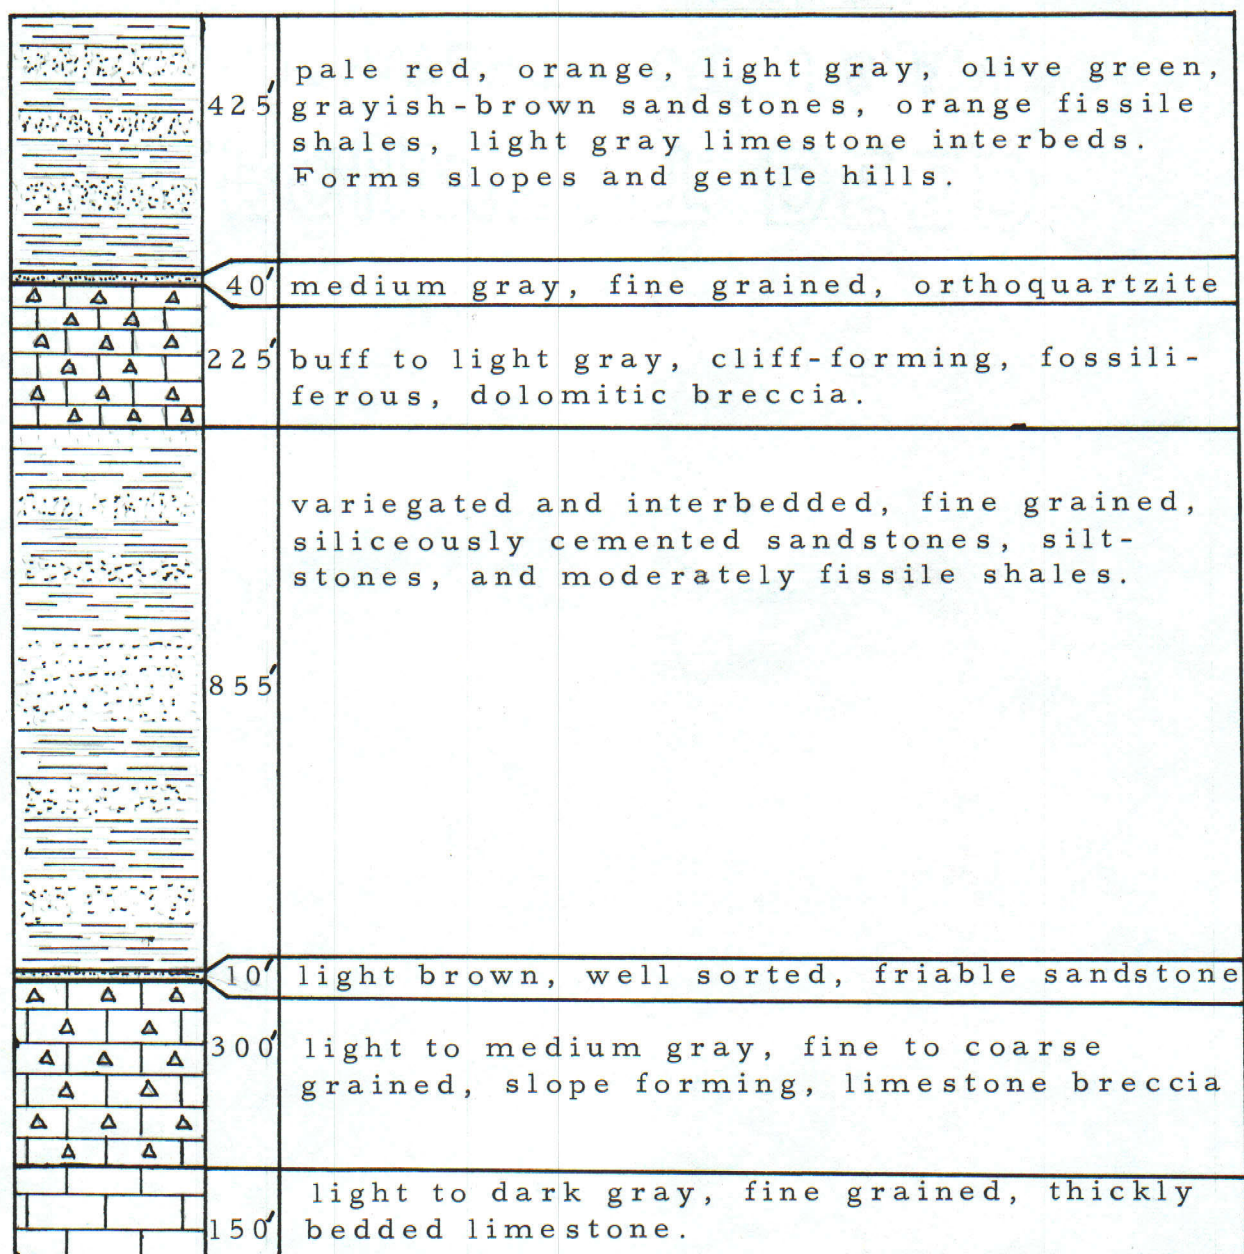 pale red, orange, light gray, olive green,
425' grayish-brown sandstones, orange fissile
shales, light gray limestone interbeds.
Forms slopes and gentle hills.
40' medium gray, fine grained, orthoquartzite
225' buff to light gray, cliff-forming, fossili-
ferous, dolomitic breccia.
variegated and interbedded, fine grained,
siliceously cemented sandstones, silt-
stones, and moderately fissile shales.
855'
10' light brown, well sorted, friable sandstone
300' light to medium gray, fine to coarse
grained, slope forming, limestone breccia
light to dark gray, fine grained, thickly
150' bedded limestone.